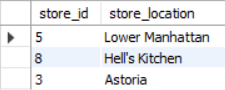 store_id store_location
5 Lower Manhattan
8 Hell's Kitchen
3 Astoria